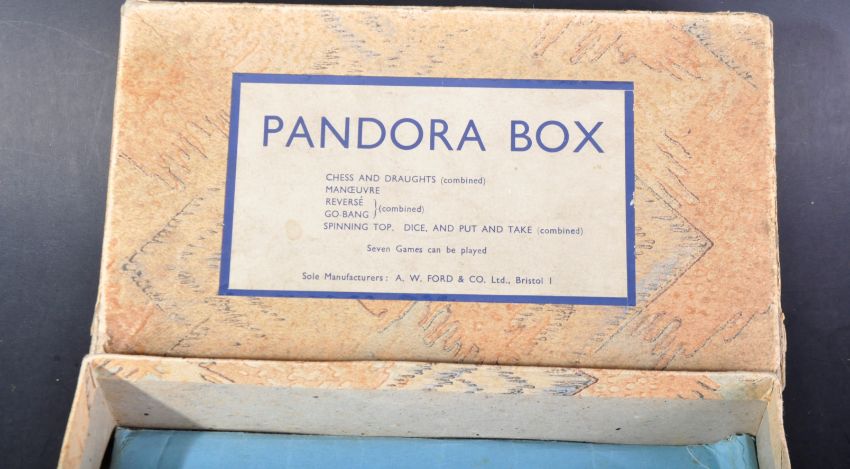 PANDORA BOX
CHESS AND DRAUGHTS (combined)
MANŒUVRE
REVERSÉ
GO-BANG } (combined)
SPINNING TOP, DICE, AND PUT AND TAKE (combined)
Seven Games can be played
Sole Manufacturers: A. W. FORD & CO. Ltd., Bristol 1